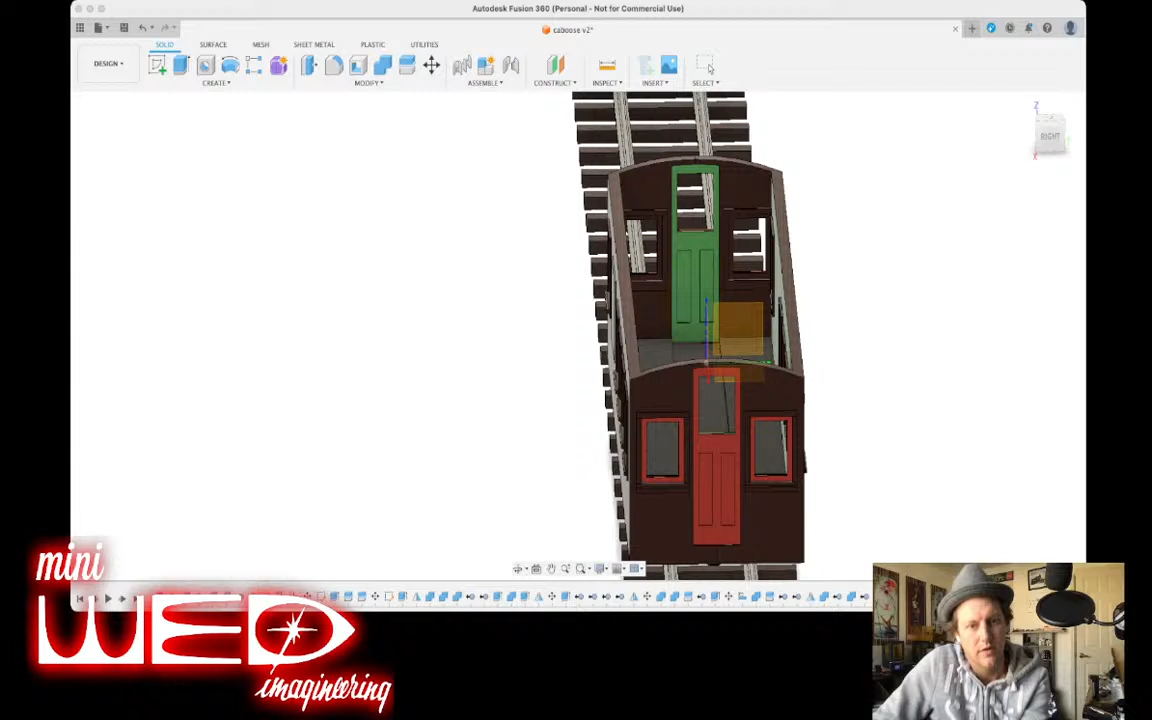 Autodesk Fusion 360 (Personal - Not for Commercial Use)
caboose v2*
SOLID SURFACE MESH SHEET METAL PLASTIC UTILITIES
DESIGN
CREATE MODIFY ASSEMBLE CONSTRUCT INSPECT INSERT SELECT
Z
RIGHT
X
mini
WED
imagineering